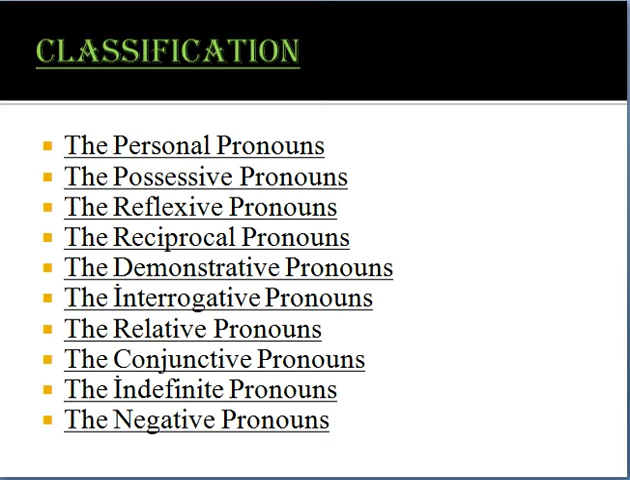 CLASSIFICATION
The Personal Pronouns
The Possessive Pronouns
The Reflexive Pronouns
The Reciprocal Pronouns
The Demonstrative Pronouns
The İnterrogative Pronouns
The Relative Pronouns
The Conjunctive Pronouns
The İndefinite Pronouns
The Negative Pronouns